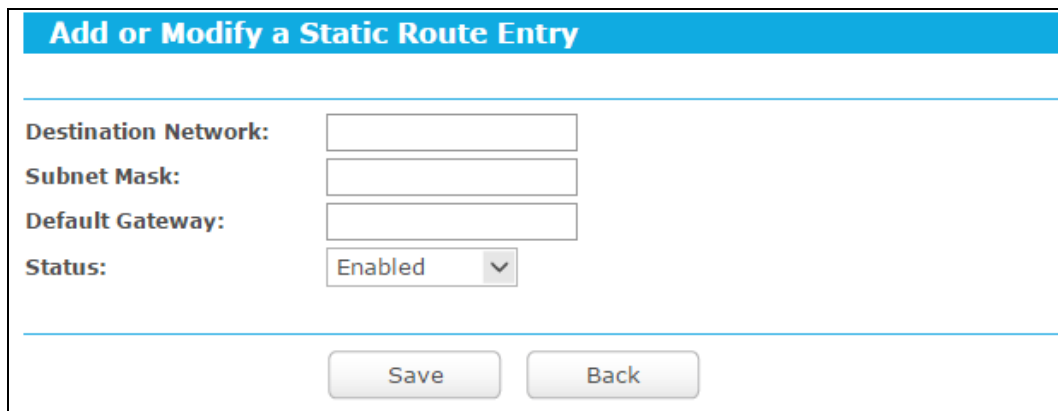 Add or Modify a Static Route Entry
Destination Network:
Subnet Mask:
Default Gateway:
Status: Enabled
Save Back